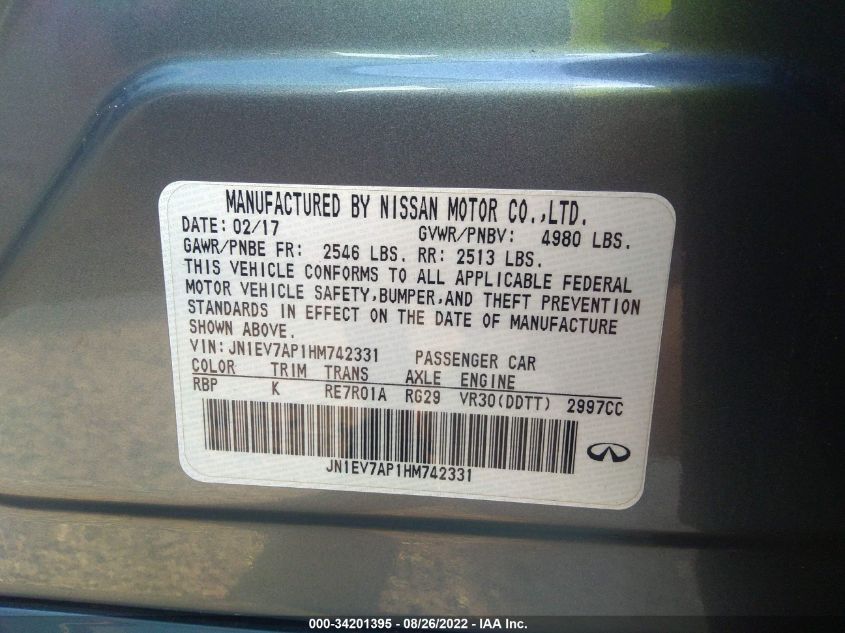 MANUFACTURED BY NISSAN MOTOR CO.,LTD.
DATE: 02/17 GVWR/PNBV: 4980 LBS.
GAWR/PNBE FR: 2546 LBS. RR: 2513 LBS.
THIS VEHICLE CONFORMS TO ALL APPLICABLE FEDERAL
MOTOR VEHICLE SAFETY,BUMPER,AND THEFT PREVENTION
STANDARDS IN EFFECT ON THE DATE OF MANUFACTURE
SHOWN ABOVE.
VIN:JN1EV7AP1HM742331 PASSENGER CAR
COLOR TRIM TRANS AXLE ENGINE
RBP K RE7R01A RG29 VR30(DDTT) 2997CC
JN1EV7AP1HM742331
000-34201395 - 08/26/2022 - IAA Inc.